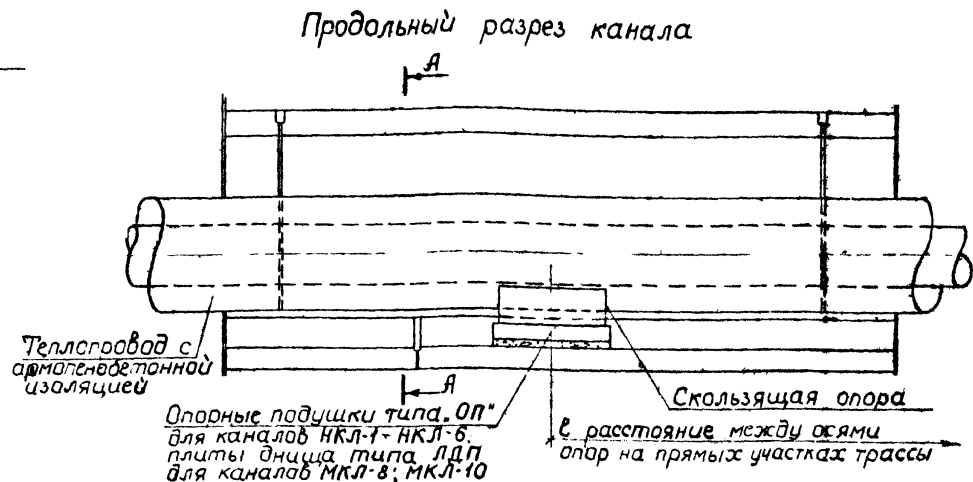 Продольный разрез канала
А
Теплопровод с
армопенобетонной
изоляцией
А
Опорные подушки типа „ОП"
для каналов НКЛ-1 - НКЛ-6.
плиты днища типа ЛДП
для каналов МКЛ-8; МКЛ-10
Скользящая опора
ℓ расстояние между осями
опор на прямых участках трассы